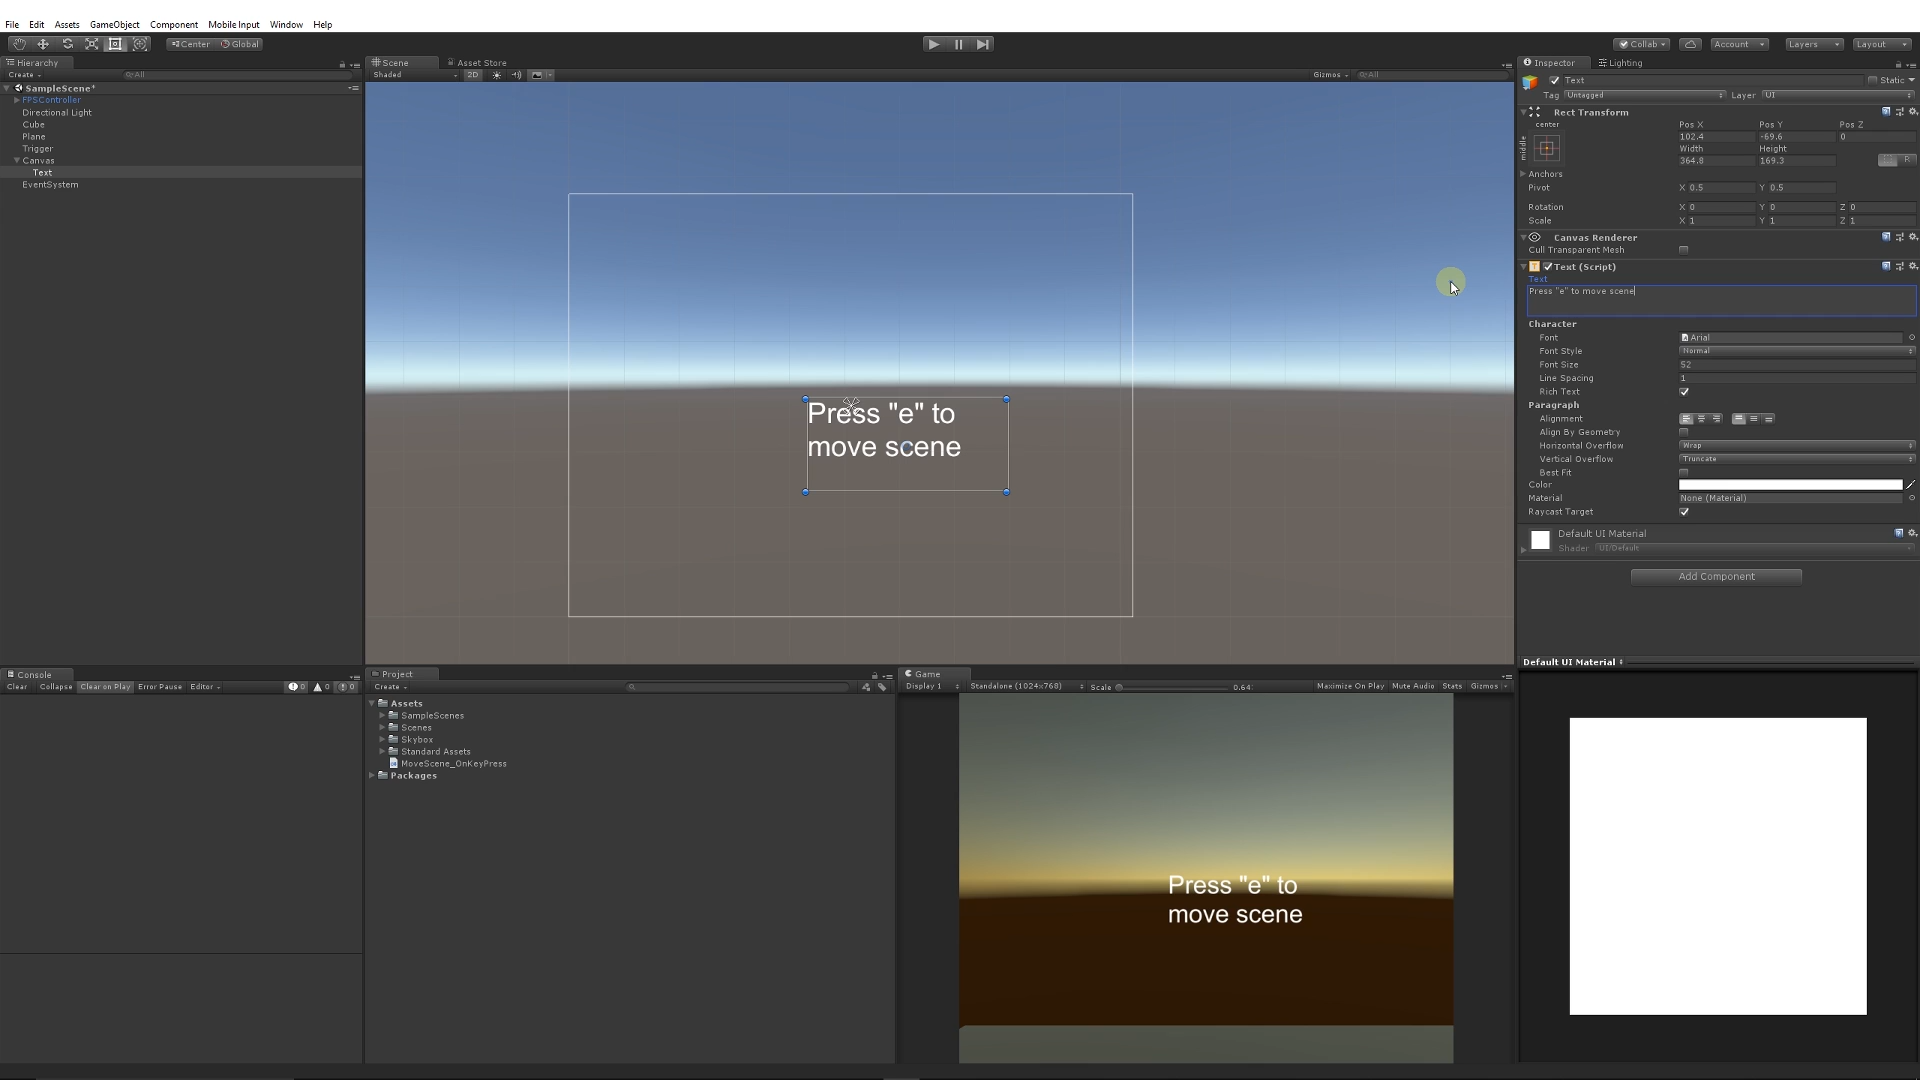 File Edit Assets GameObject Component Mobile Input Window Help
Center Global
Collab Account Layers Layout
Hierarchy
Create All
SampleScene*
FPSController
Directional Light
Cube
Plane
Trigger
Canvas
Text
EventSystem
Scene Asset Store
Shaded 2D Gizmos All
Press "e" to
move scene
Inspector Lighting
Text Static
Tag Untagged Layer UI
Rect Transform
center Pos X Pos Y Pos Z
middle 102.4 -69.6 0
Width Height
364.8 169.3
R
Anchors
Pivot X 0.5 Y 0.5
Rotation X 0 Y 0 Z 0
Scale X 1 Y 1 Z 1
Canvas Renderer
Cull Transparent Mesh
Text (Script)
Text
Press "e" to move scene
Character
Font Arial
Font Style Normal
Font Size 52
Line Spacing 1
Rich Text
Paragraph
Alignment
Align By Geometry
Horizontal Overflow Wrap
Vertical Overflow Truncate
Best Fit
Color
Material None (Material)
Raycast Target
Default UI Material
Shader UI/Default
Add Component
Default UI Material
Console
Clear Collapse Clear on Play Error Pause Editor 0 0 0
Project
Create
Assets
SampleScenes
Scenes
Skybox
Standard Assets
MoveScene_OnKeyPress
Packages
Game
Display 1 Standalone (1024x768) Scale 0.64 Maximize On Play Mute Audio Stats Gizmos
Press "e" to
move scene